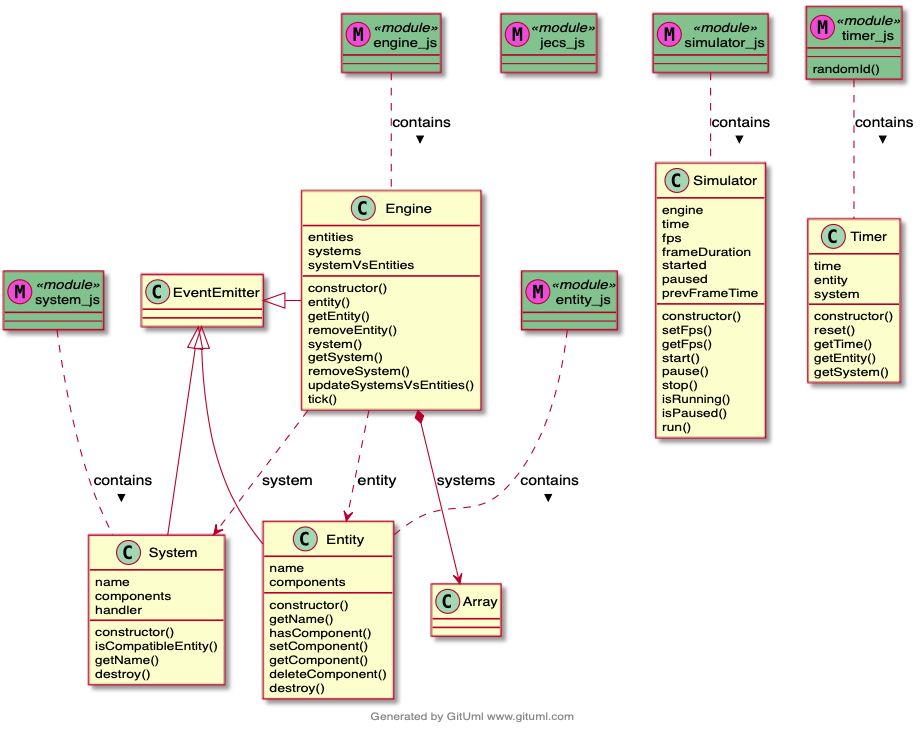 M «module»
engine_js
M «module»
jecs_js
M «module»
simulator_js
M «module»
timer_js
randomId()
contains
▼
contains
▼
contains
▼
C Engine
entities
systems
systemVsEntities
constructor()
entity()
getEntity()
removeEntity()
system()
getSystem()
removeSystem()
updateSystemsVsEntities()
tick()
C Simulator
engine
time
fps
frameDuration
started
paused
prevFrameTime
constructor()
setFps()
getFps()
start()
pause()
stop()
isRunning()
isPaused()
run()
C Timer
time
entity
system
constructor()
reset()
getTime()
getEntity()
getSystem()
M «module»
system_js
C EventEmitter
M «module»
entity_js
contains
▼
system
entity
systems
contains
▼
C System
name
components
handler
constructor()
isCompatibleEntity()
getName()
destroy()
C Entity
name
components
constructor()
getName()
hasComponent()
setComponent()
getComponent()
deleteComponent()
destroy()
C Array
Generated by GitUml www.gituml.com